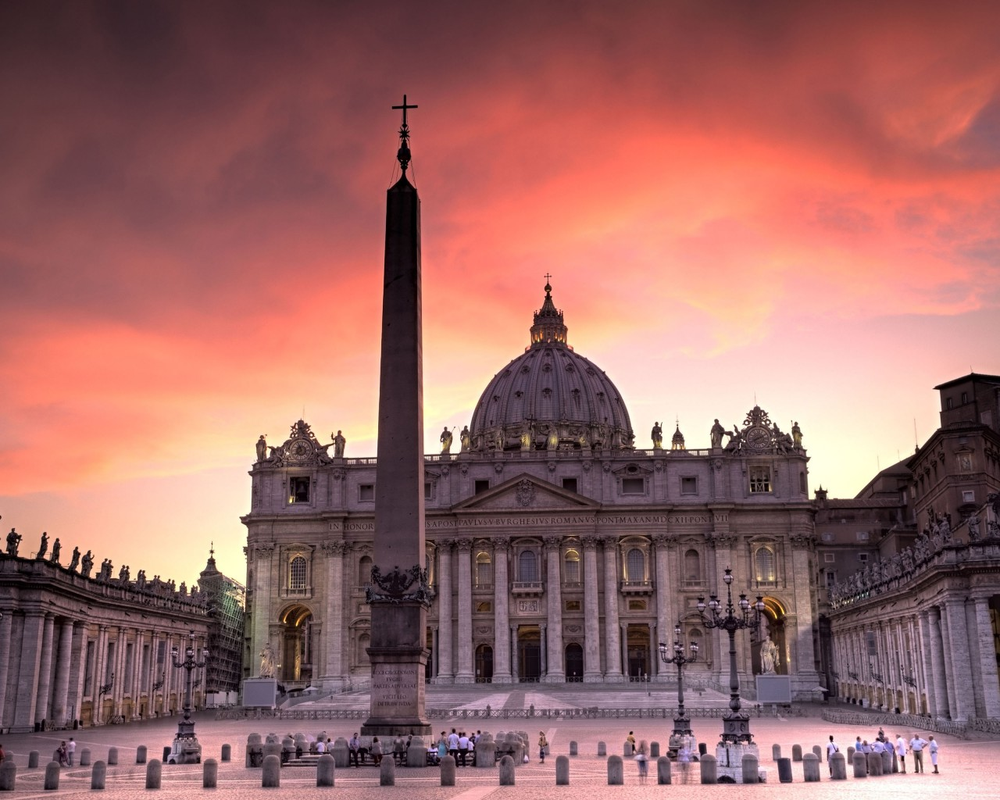 IN HONOR SAPOST PAVLVS V BVRGHESIVS ROMANVS PONT MAX AN MDCXII PONT VII
ECCE CRVX DOMINI
FVGITE
PARTES ADVERSAE
VICIT LEO
DE TRIBV IVDA